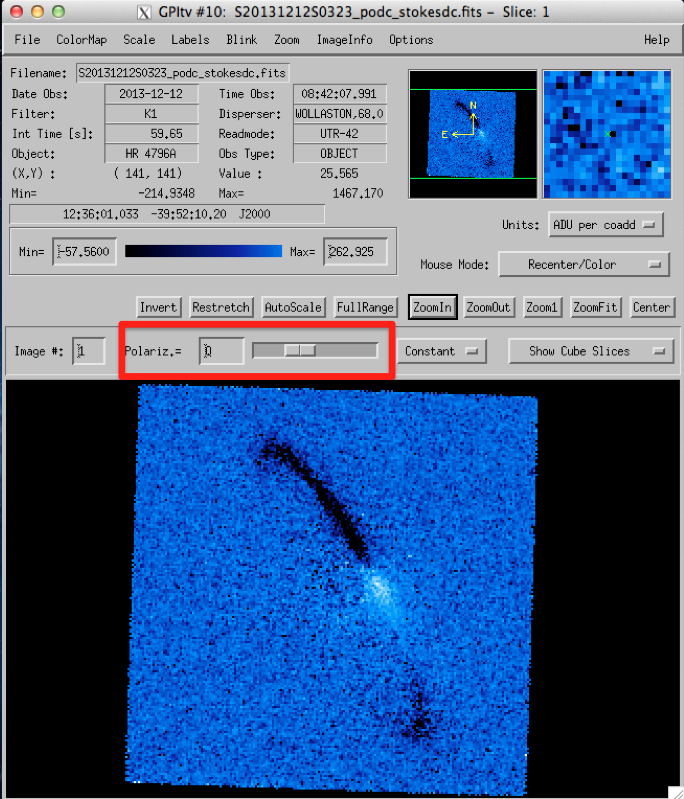 X GPItv #10: S20131212S0323_podc_stokesdc.fits - Slice: 1
File ColorMap Scale Labels Blink Zoom ImageInfo Options Help
Filename: S20131212S0323_podc_stokesdc.fits
Date Obs: 2013-12-12 Time Obs: 08:42:07.991
Filter: K1 Disperser: WOLLASTON,68.0
Int Time [s]: 59.65 Readmode: UTR-42
Object: HR 4796A Obs Type: OBJECT
(X,Y) : ( 141, 141) Value : 25.565
Min= -214.9348 Max= 1467.170
12:36:01.033 -39:52:10.20 J2000
N
E
Units: ADU per coadd
Min= -57.5600 Max= 262.925
Mouse Mode: Recenter/Color
Invert Restretch AutoScale FullRange ZoomIn ZoomOut Zoom1 ZoomFit Center
Image #: 1 Polariz.= Q Constant Show Cube Slices